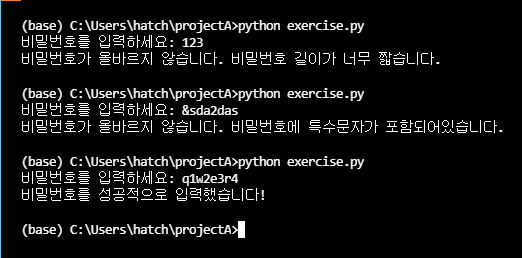 (base) C:\Users\hatch\projectA>python exercise.py
비밀번호를 입력하세요: 123
비밀번호가 올바르지 않습니다. 비밀번호 길이가 너무 짧습니다.
(base) C:\Users\hatch\projectA>python exercise.py
비밀번호를 입력하세요: &sda2das
비밀번호가 올바르지 않습니다. 비밀번호에 특수문자가 포함되어있습니다.
(base) C:\Users\hatch\projectA>python exercise.py
비밀번호를 입력하세요: q1w2e3r4
비밀번호를 성공적으로 입력했습니다!
(base) C:\Users\hatch\projectA>